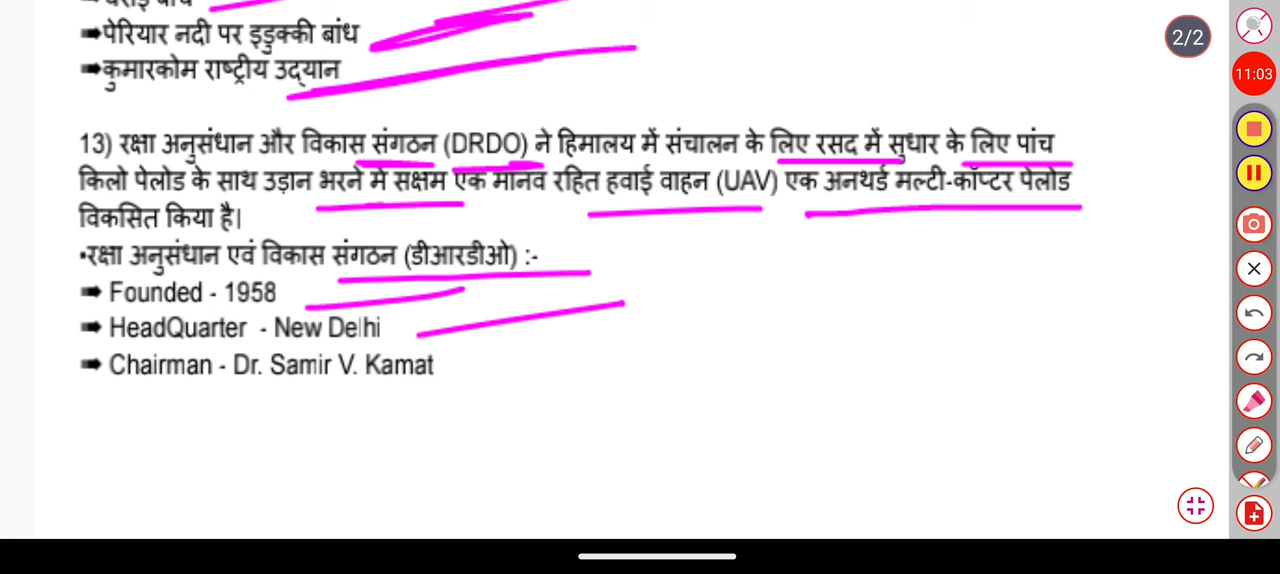 ➡पेरियार नदी पर इडुक्की बांध
➡कुमारकोम राष्ट्रीय उद्यान
13) रक्षा अनुसंधान और विकास संगठन (DRDO) ने हिमालय में संचालन के लिए रसद में सुधार के लिए पांच
किलो पेलोड के साथ उड़ान भरने में सक्षम एक मानव रहित हवाई वाहन (UAV) एक अनथर्ड मल्टी-कॉप्टर पेलोड
विकसित किया है।
•रक्षा अनुसंधान एवं विकास संगठन (डीआरडीओ) :-
➡ Founded - 1958
➡ HeadQuarter - New Delhi
➡ Chairman - Dr. Samir V. Kamat
2/2
11:03